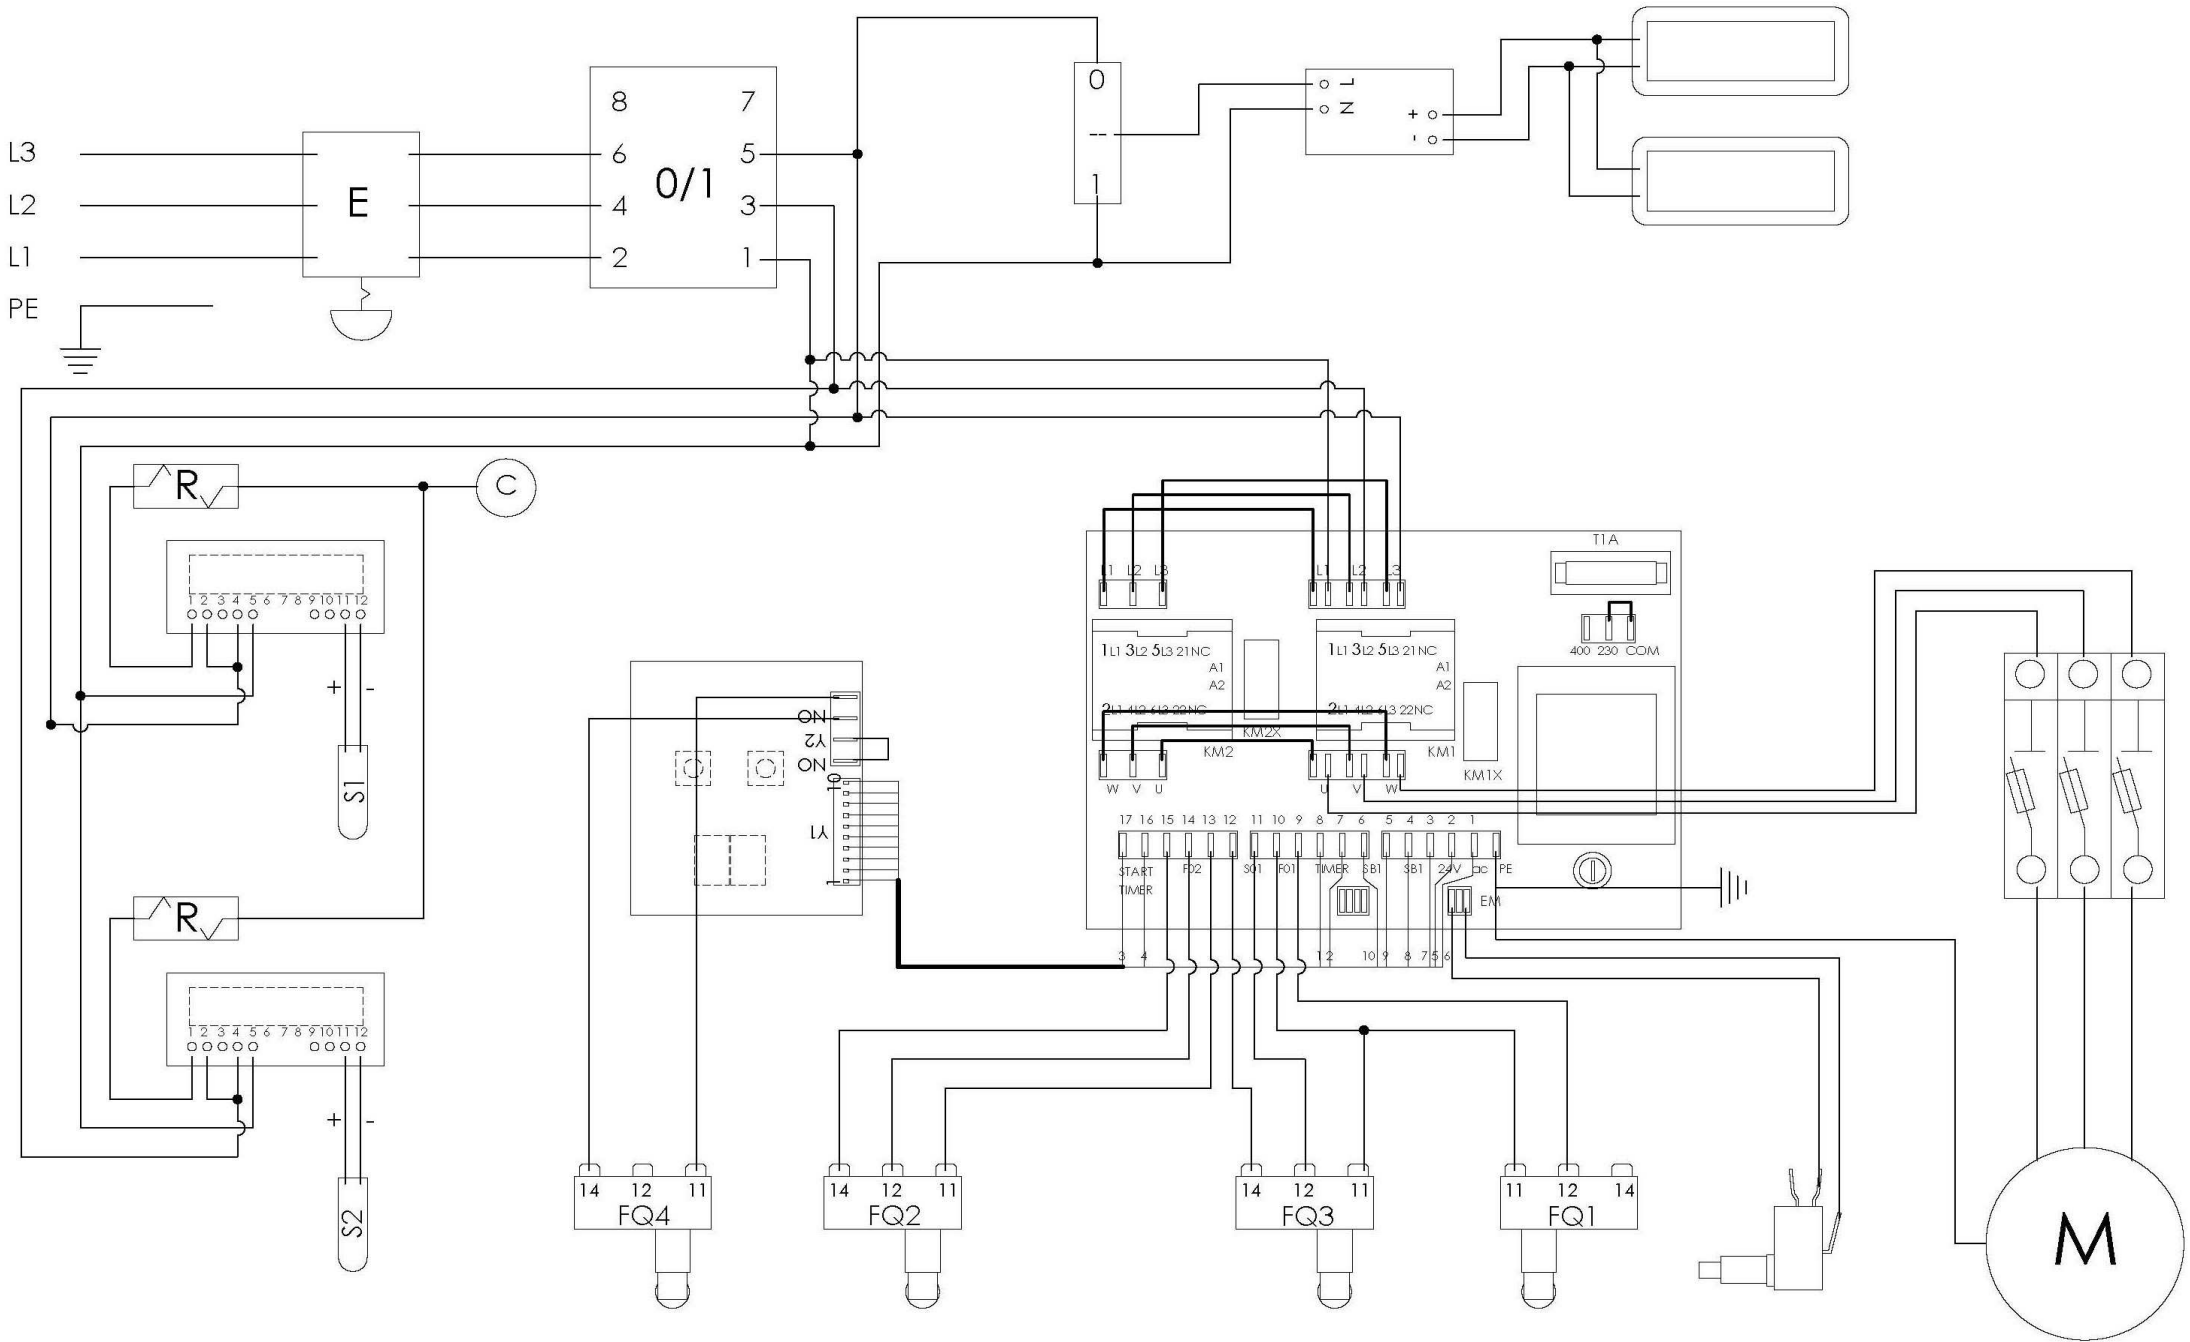 8 7
L3 6 5
0/1
L2 E 4 3
L1 2 1
PE
0
--
1
L
N
+
-
R
C
1 2 3 4 5 6 7 8 9 10 11 12
+ -
S1
R
1 2 3 4 5 6 7 8 9 10 11 12
+ -
S2
NO
Y2
NO
10
Y1
1
T1A
L1 L2 L3
L1 L2 L3
400 230 COM
1L1 3L2 5L3 21NC
A1
A2
2L1 4L2 6L3 22NC
KM2
KM2X
1L1 3L2 5L3 21NC
A1
A2
2L1 4L2 6L3 22NC
KM1
KM1X
W V U
U V W
17 16 15 14 13 12 11 10 9 8 7 6 5 4 3 2 1
START F02 S01 F01 TIMER SB1 SB1 24V ac PE
TIMER
EM
3 4 1 2 10 9 8 7 5 6
14 12 11
FQ4
14 12 11
FQ2
14 12 11
FQ3
11 12 14
FQ1
M